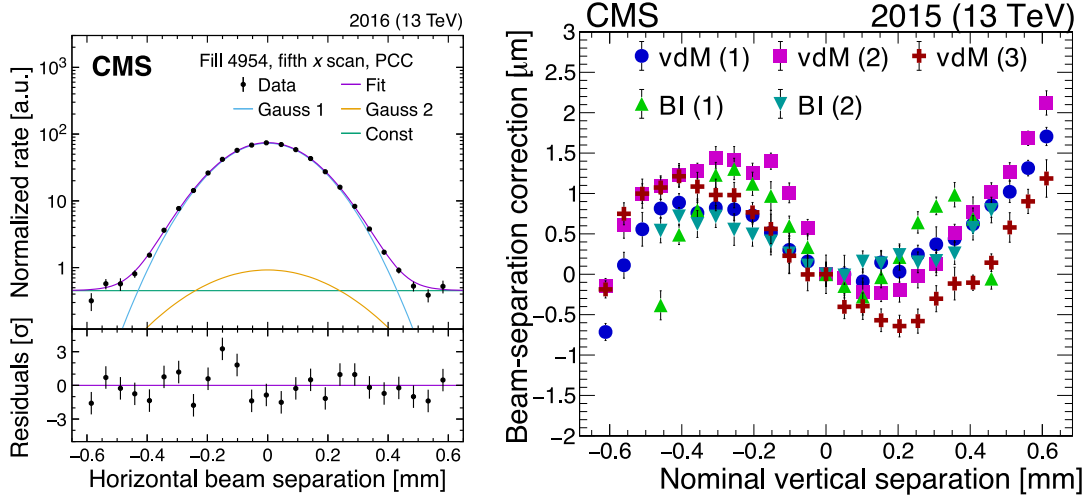 2016 (13 TeV)
CMS
Fill 4954, fifth x scan, PCC
Data
Fit
Gauss 1
Gauss 2
Const
Normalized rate [a.u.]
10³
10²
10
1
Residuals [σ]
3
0
−3
−0.6 −0.4 −0.2 0.0 0.2 0.4 0.6
Horizontal beam separation [mm]
CMS 2015 (13 TeV)
vdM (1) vdM (2) vdM (3)
BI (1) BI (2)
Beam-separation correction [μm]
3
2.5
2
1.5
1
0.5
0
−0.5
−1
−1.5
−2
−0.6 −0.4 −0.2 0.0 0.2 0.4 0.6
Nominal vertical separation [mm]